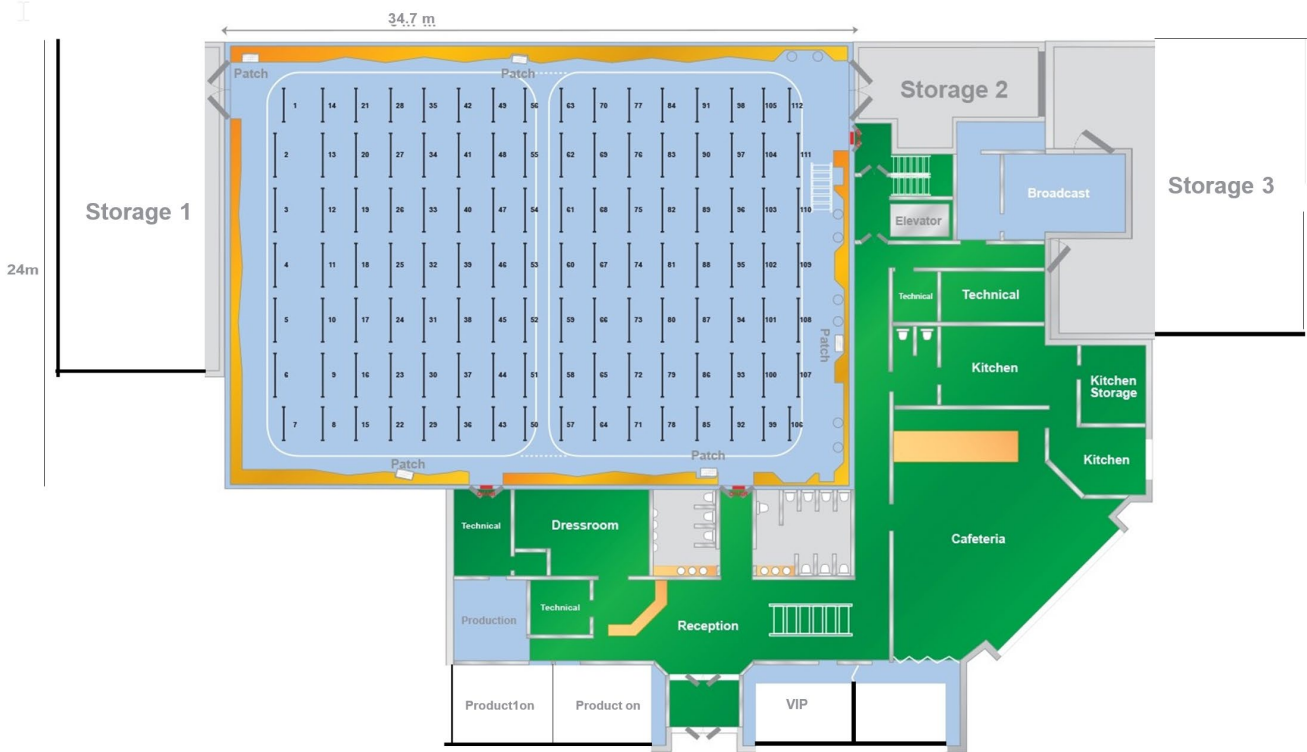 34.7 m
Patch
Patch
Storage 2
1 14 21 28 35 42 49 56 63 70 77 84 91 98 105 112
2 13 20 27 34 41 48 55 62 69 76 83 90 97 104 111
Broadcast
Storage 1
3 12 19 26 33 40 47 54 61 68 75 82 89 96 103 110
Storage 3
Elevator
24m
4 11 18 25 32 39 46 53 60 67 74 81 88 95 102 109
Technical
Technical
5 10 17 24 31 38 45 52 59 66 73 80 87 94 101 108
Patch
6 9 16 23 30 37 44 51 58 65 72 79 86 93 100 107
Kitchen
Kitchen
Storage
7 8 15 22 29 36 43 50 57 64 71 78 85 92 99 106
Patch
Patch
Kitchen
Technical
Dressroom
Cafeteria
Production
Technical
Reception
Product1on
Product on
VIP